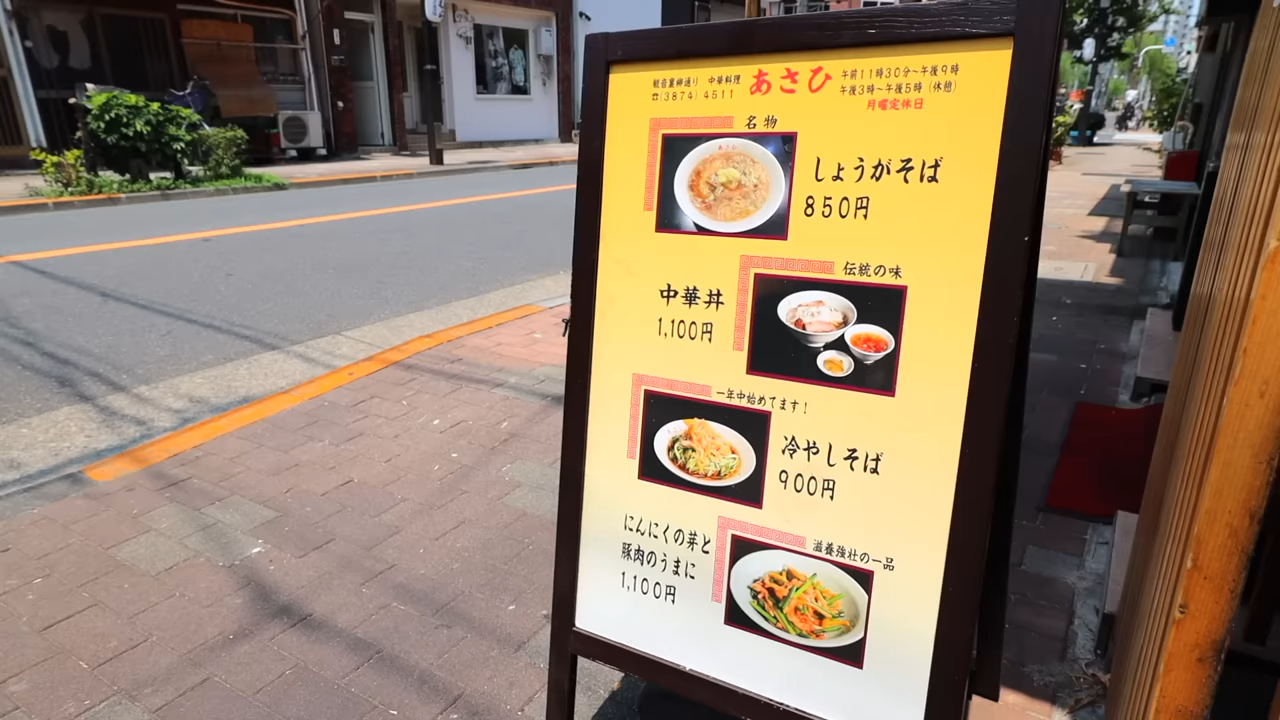 観音裏柳通り 中華料理
☎(3874)4511
あさひ
午前11時30分～午後9時
午後3時～午後5時(休憩)
月曜定休日
名物
あさひ
しょうがそば
850円
伝統の味
中華丼
1,100円
一年中始めてます！
冷やしそば
900円
にんにくの芽と
豚肉のうまに
1,100円
滋養強壮の一品